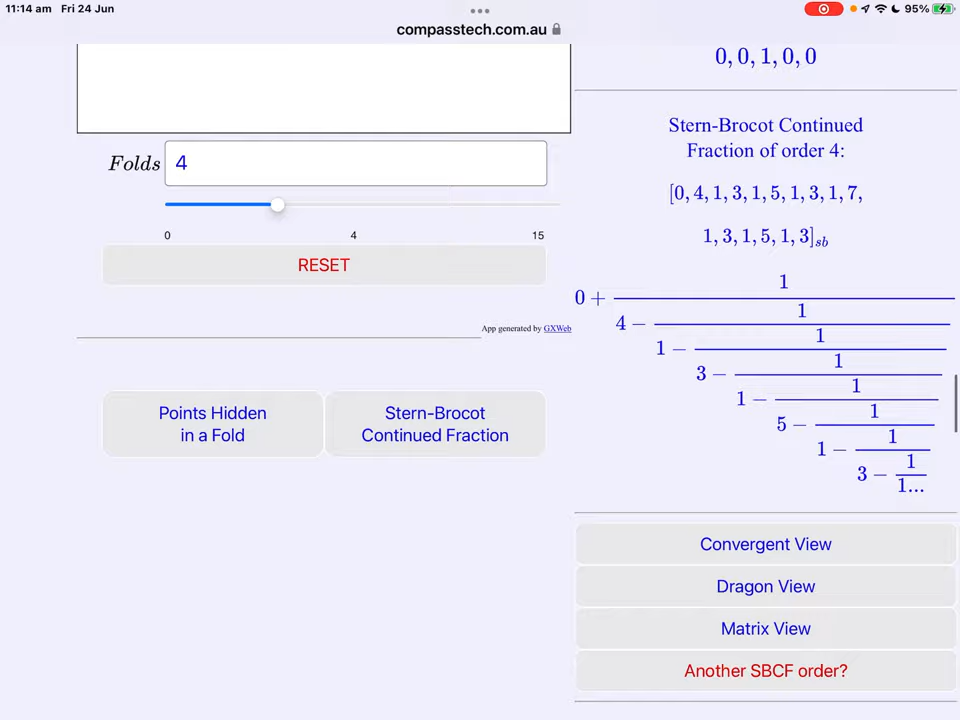 11:14 am Fri 24 Jun
95%
compasstech.com.au
Folds 4
0 4 15
RESET
App generated by GXWeb
Points Hidden
in a Fold
Stern-Brocot
Continued Fraction
0, 0, 1, 0, 0
Stern-Brocot Continued
Fraction of order 4:
[0, 4, 1, 3, 1, 5, 1, 3, 1, 7,
1, 3, 1, 5, 1, 3]sb
1
0 +
1
4 −
1
1 −
1
3 −
1
1 −
1
5 −
1
1 −
1
3 −
1...
Convergent View
Dragon View
Matrix View
Another SBCF order?